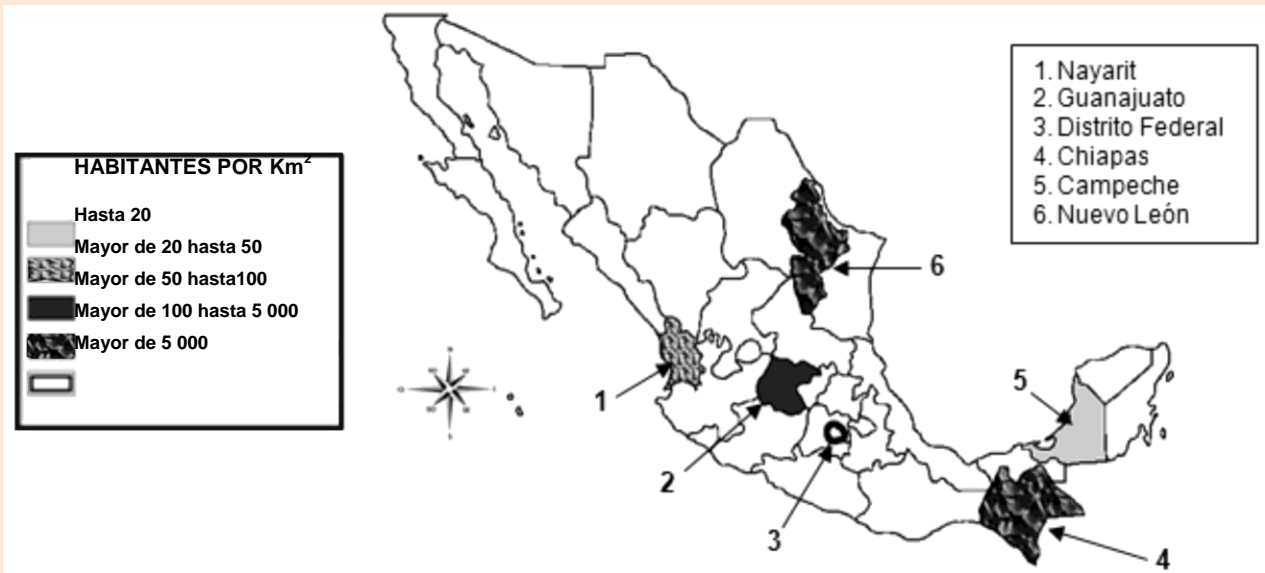 HABITANTES POR Km²
Hasta 20
Mayor de 20 hasta 50
Mayor de 50 hasta100
Mayor de 100 hasta 5 000
Mayor de 5 000
1. Nayarit
2. Guanajuato
3. Distrito Federal
4. Chiapas
5. Campeche
6. Nuevo León
6
5
1
2
3
4